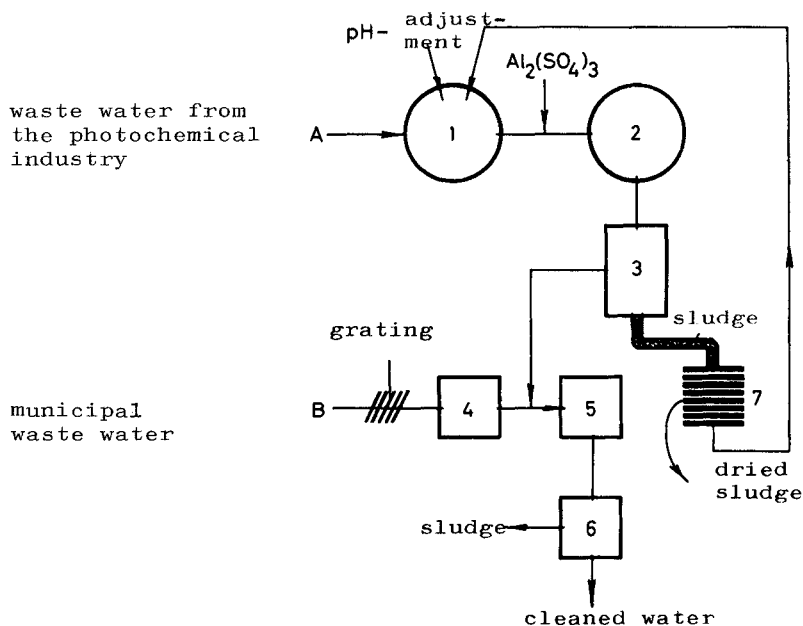 pH- adjust-
ment
Al₂(SO₄)₃
waste water from
the photochemical
industry
A
1
2
3
sludge
grating
municipal
waste water
B
4
5
7
dried
sludge
6
sludge
cleaned water